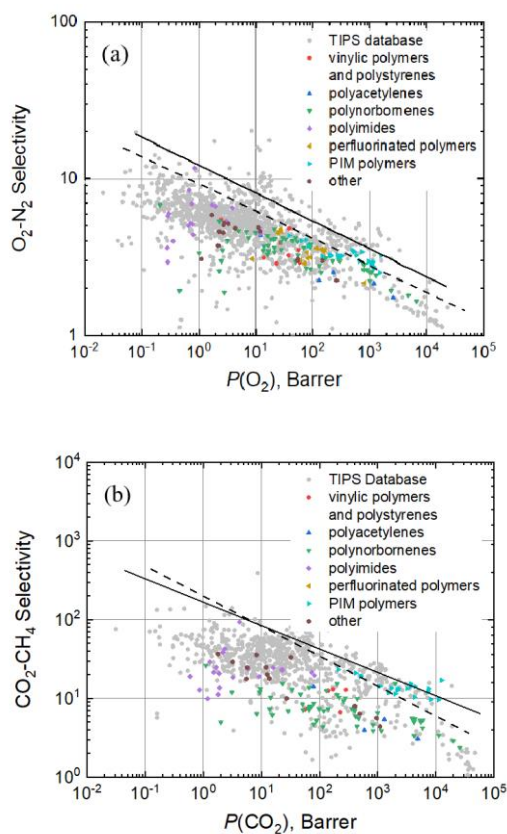 100
TIPS database
(a)
vinylic polymers
and polystyrenes
polyacetylenes
polynorbornenes
polyimides
perfluorinated polymers
PIM polymers
other
O₂-N₂ Selectivity
10
1
10⁻² 10⁻¹ 10⁰ 10¹ 10² 10³ 10⁴ 10⁵
P(O₂), Barrer
10⁴
TIPS Database
(b)
vinylic polymers
and polystyrenes
10³
polyacetylenes
polynorbornenes
polyimides
perfluorinated polymers
PIM polymers
other
CO₂-CH₄ Selectivity
10²
10¹
10⁰
10⁻² 10⁻¹ 10⁰ 10¹ 10² 10³ 10⁴ 10⁵
P(CO₂), Barrer